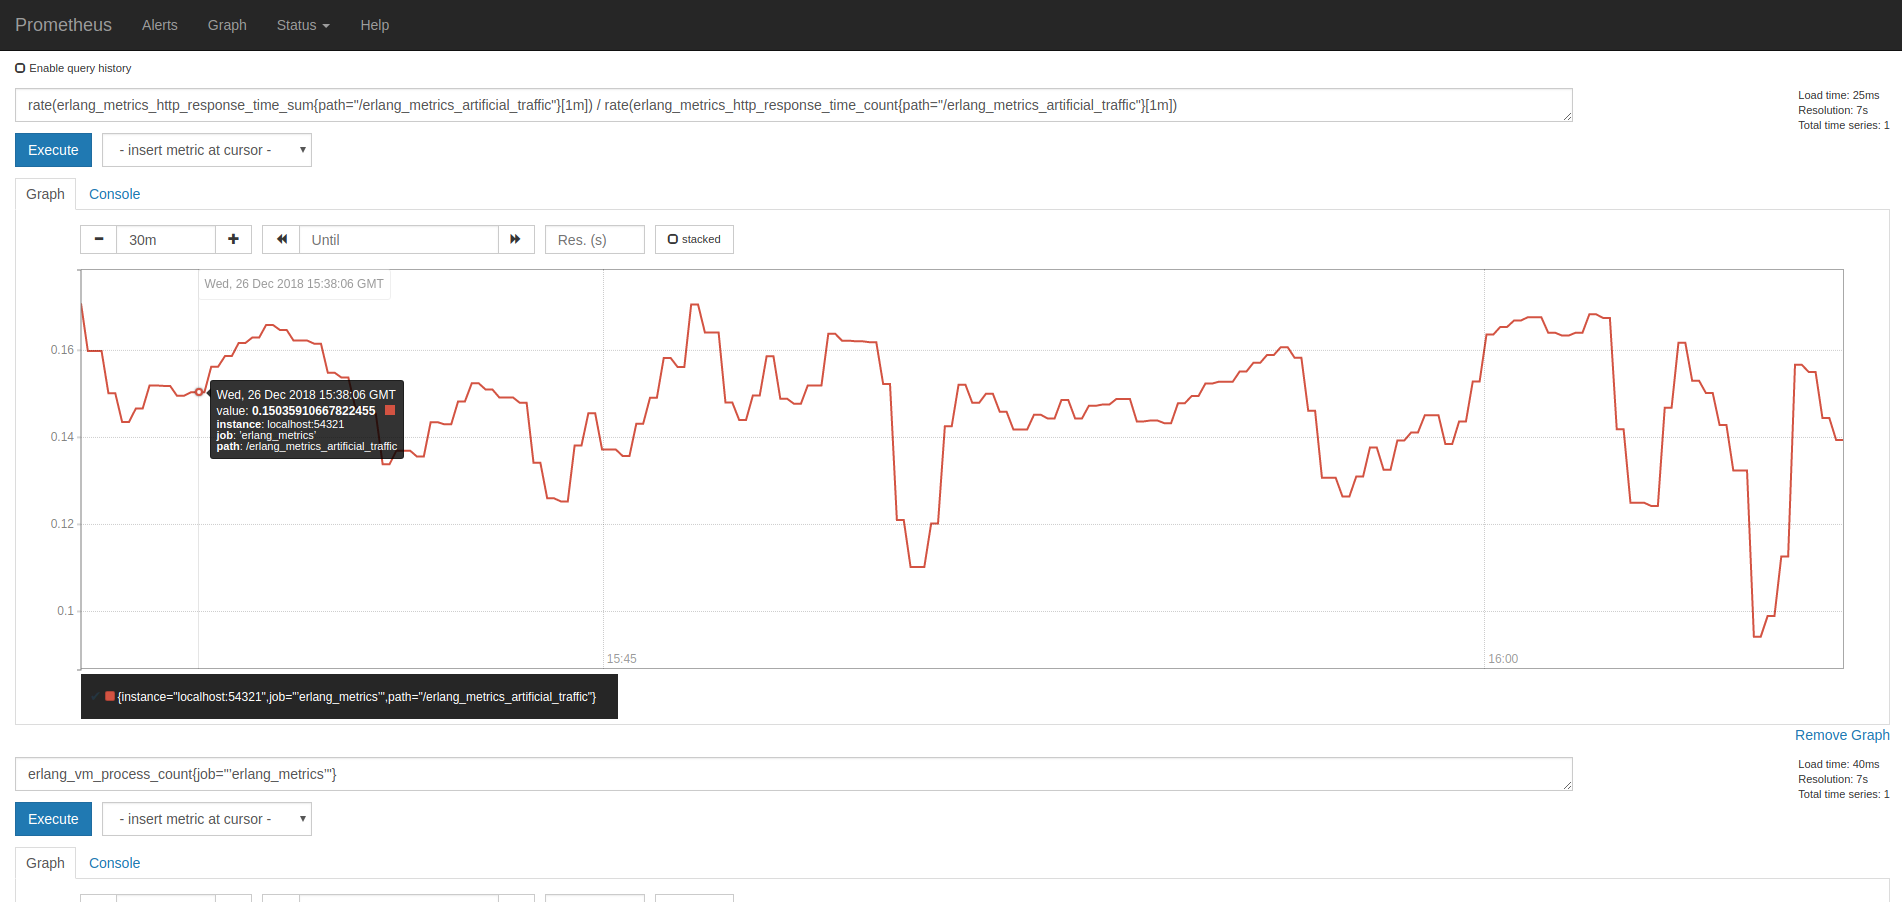 Prometheus Alerts Graph Status Help
Enable query history
rate(erlang_metrics_http_response_time_sum{path="/erlang_metrics_artificial_traffic"}[1m]) / rate(erlang_metrics_http_response_time_count{path="/erlang_metrics_artificial_traffic"}[1m])
Load time: 25ms
Resolution: 7s
Total time series: 1
Execute
- insert metric at cursor -
Graph Console
30m
Until
Res. (s)
stacked
Wed, 26 Dec 2018 15:38:06 GMT
0.16
0.14
0.12
0.1
Wed, 26 Dec 2018 15:38:06 GMT
value: 0.15035910667822455
instance: localhost:54321
job: 'erlang_metrics'
path: /erlang_metrics_artificial_traffic
15:45
16:00
{instance="localhost:54321",job="'erlang_metrics'",path="/erlang_metrics_artificial_traffic"}
Remove Graph
erlang_vm_process_count{job="'erlang_metrics'"}
Load time: 40ms
Resolution: 7s
Total time series: 1
Execute
- insert metric at cursor -
Graph Console